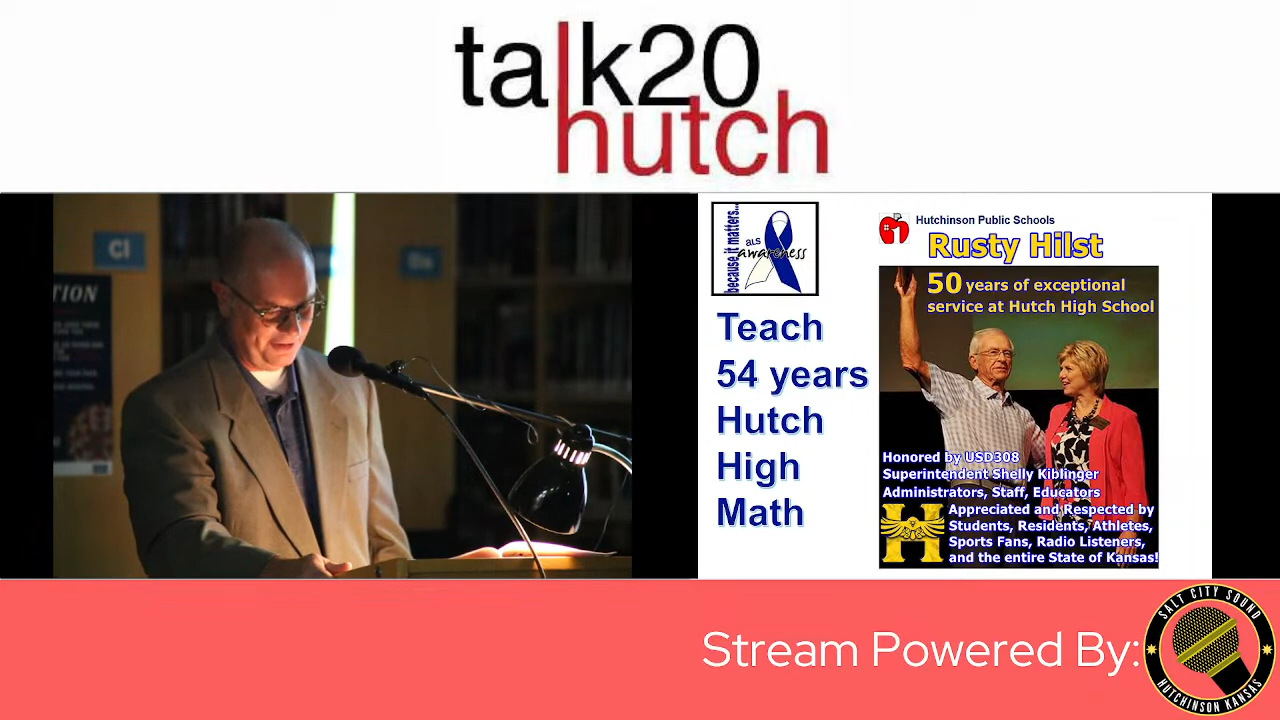 talk20
hutch
CI
TION
because it matters...
ALS
awareness
Teach
54 years
Hutch
High
Math
Hutchinson Public Schools
Rusty Hilst
50 years of exceptional
service at Hutch High School
Honored by USD308
Superintendent Shelly Kiblinger
Administrators, Staff, Educators
H
Appreciated and Respected by
Students, Residents, Athletes,
Sports Fans, Radio Listeners,
and the entire State of Kansas!
Stream Powered By:
SALT CITY SOUND
HUTCHINSON KANSAS